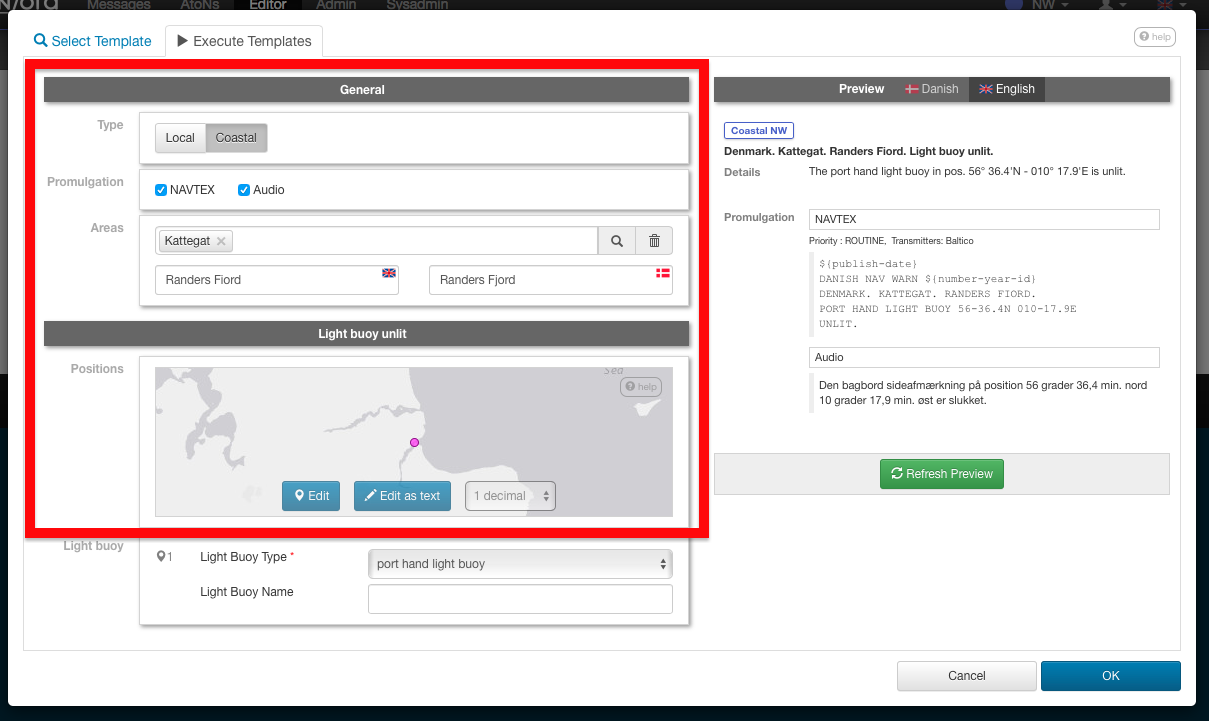 Messages AtoNs Editor Admin Sysadmin NW
Select Template Execute Templates help
General
Type Local Coastal
Promulgation NAVTEX Audio
Areas Kattegat
Randers Fiord Randers Fjord
Light buoy unlit
Positions
Sea
help
Edit Edit as text 1 decimal
Light buoy 1 Light Buoy Type * port hand light buoy
Light Buoy Name
Preview Danish English
Coastal NW
Denmark. Kattegat. Randers Fiord. Light buoy unlit.
Details The port hand light buoy in pos. 56° 36.4'N - 010° 17.9'E is unlit.
Promulgation NAVTEX
Priority : ROUTINE, Transmitters: Baltico
${publish-date}
DANISH NAV WARN ${number-year-id}
DENMARK. KATTEGAT. RANDERS FIORD.
PORT HAND LIGHT BUOY 56-36.4N 010-17.9E
UNLIT.
Audio
Den bagbord sideafmærkning på position 56 grader 36,4 min. nord
10 grader 17,9 min. øst er slukket.
Refresh Preview
Cancel OK